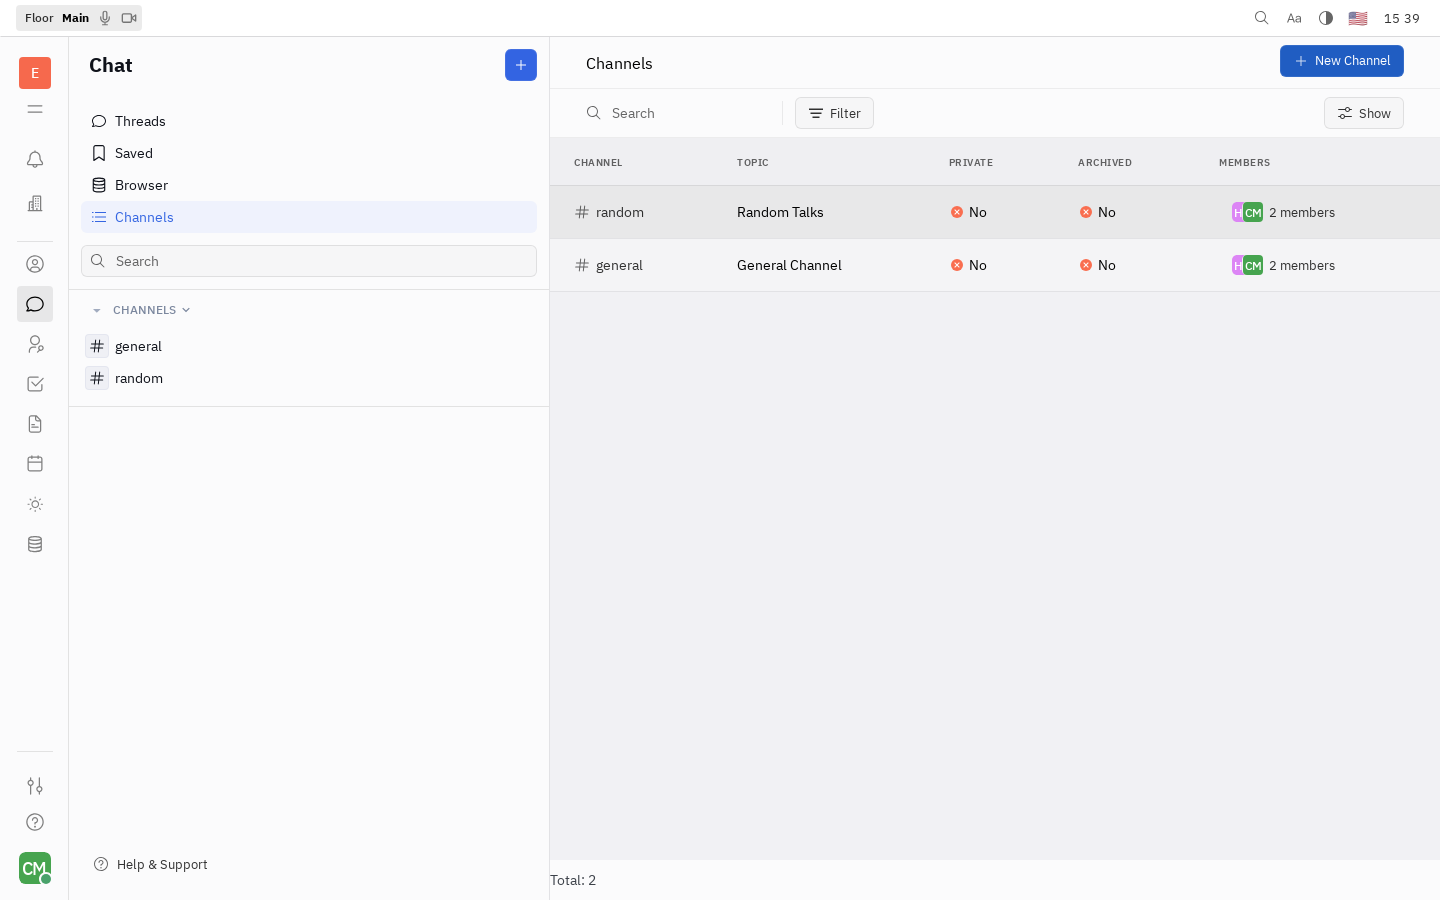 Floor Main
Aa
15 39
E
Chat
Threads
Saved
Browser
Channels
Search
CHANNELS
general
random
Help & Support
CM
Channels
New Channel
Search
Filter
Show
CHANNEL TOPIC PRIVATE ARCHIVED MEMBERS
random Random Talks No No H CM 2 members
general General Channel No No H CM 2 members
Total: 2